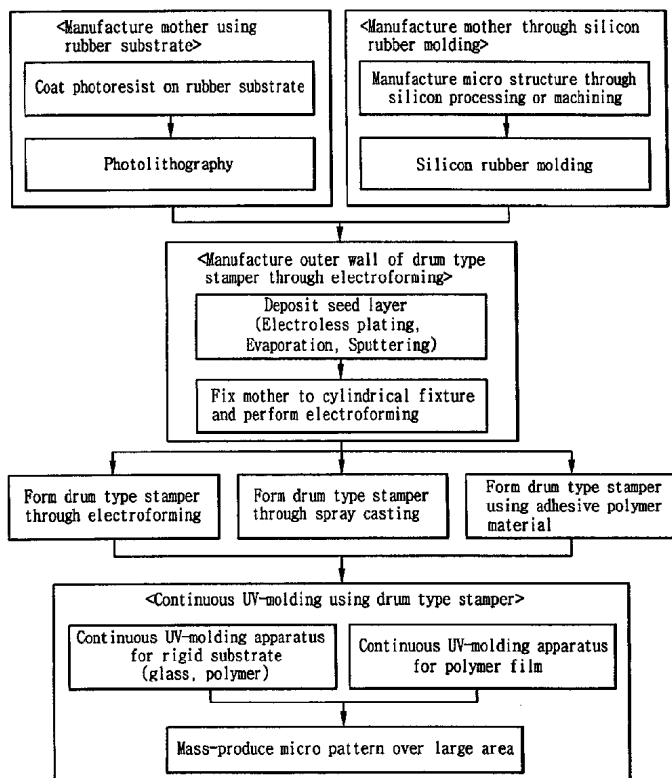 <Manufacture mother using
rubber substrate>
Coat photoresist on rubber substrate
Photolithography
<Manufacture mother through silicon
rubber molding>
Manufacture micro structure through
silicon processing or machining
Silicon rubber molding
<Manufacture outer wall of drum type
stamper through electroforming>
Deposit seed layer
(Electroless plating,
Evaporation, Sputtering)
Fix mother to cylindrical fixture
and perform electroforming
Form drum type stamper
through electroforming
Form drum type stamper
through spray casting
Form drum type stamper
using adhesive polymer
material
<Continuous UV-molding using drum type stamper>
Continuous UV-molding apparatus
for rigid substrate
(glass, polymer)
Continuous UV-molding apparatus
for polymer film
Mass-produce micro pattern over large area